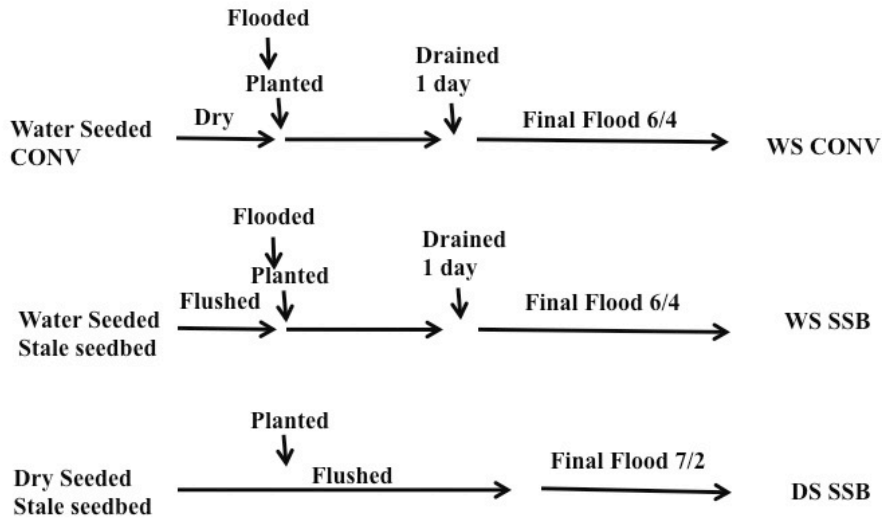 Flooded
Planted
Drained
1 day
Dry
Final Flood 6/4
Water Seeded
CONV
WS CONV
Flooded
Planted
Drained
1 day
Flushed
Final Flood 6/4
Water Seeded
Stale seedbed
WS SSB
Planted
Flushed
Final Flood 7/2
Dry Seeded
Stale seedbed
DS SSB